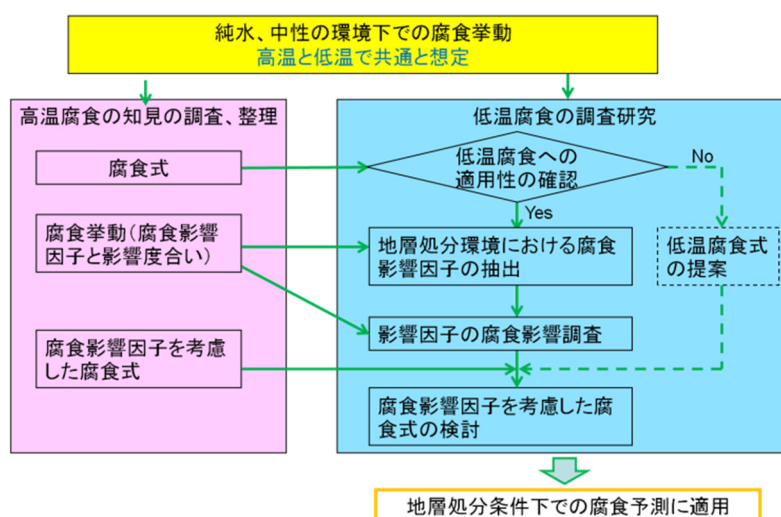 純水、中性の環境下での腐食挙動
高温と低温で共通と想定
高温腐食の知見の調査、整理
腐食式
腐食挙動(腐食影響
因子と影響度合い)
腐食影響因子を考慮
した腐食式
低温腐食の調査研究
低温腐食への
適用性の確認
No
Yes
地層処分環境における腐食
影響因子の抽出
低温腐食式
の提案
影響因子の腐食影響調査
腐食影響因子を考慮した腐
食式の検討
地層処分条件下での腐食予測に適用